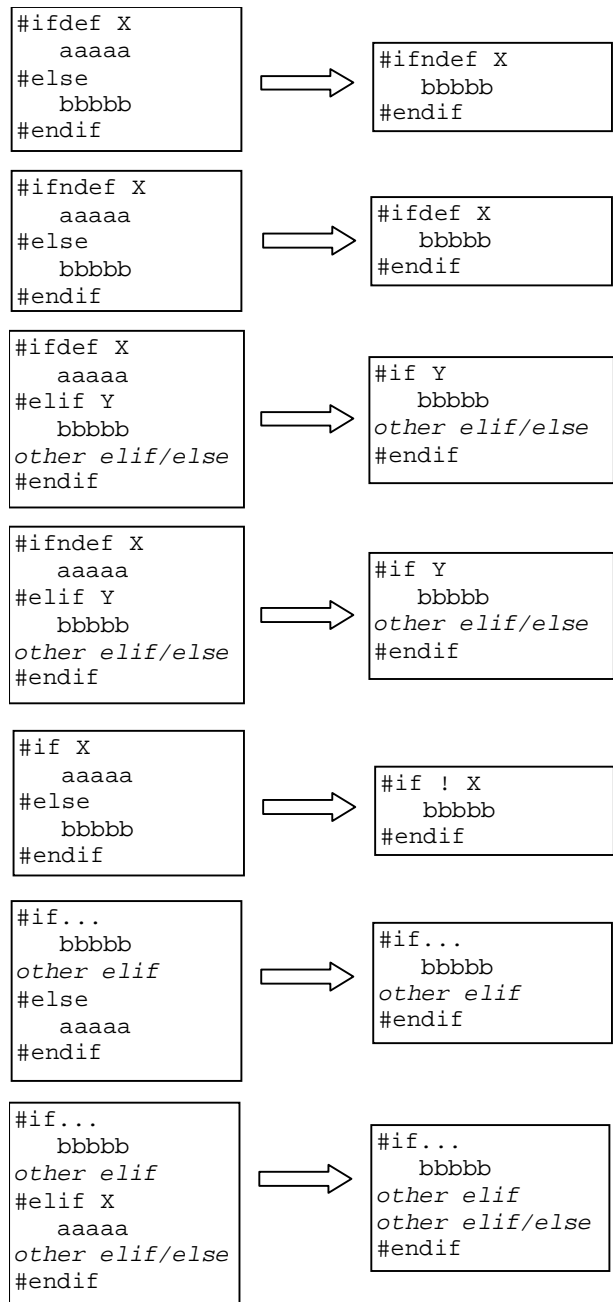 #ifdef X
aaaaa
#else
bbbbb
#endif
#ifndef X
bbbbb
#endif
#ifndef X
aaaaa
#else
bbbbb
#endif
#ifdef X
bbbbb
#endif
#ifdef X
aaaaa
#elif Y
bbbbb
other elif/else
#endif
#if Y
bbbbb
other elif/else
#endif
#ifndef X
aaaaa
#elif Y
bbbbb
other elif/else
#endif
#if Y
bbbbb
other elif/else
#endif
#if X
aaaaa
#else
bbbbb
#endif
#if ! X
bbbbb
#endif
#if...
bbbbb
other elif
#else
aaaaa
#endif
#if...
bbbbb
other elif
#endif
#if...
bbbbb
other elif
#elif X
aaaaa
other elif/else
#endif
#if...
bbbbb
other elif
other elif/else
#endif